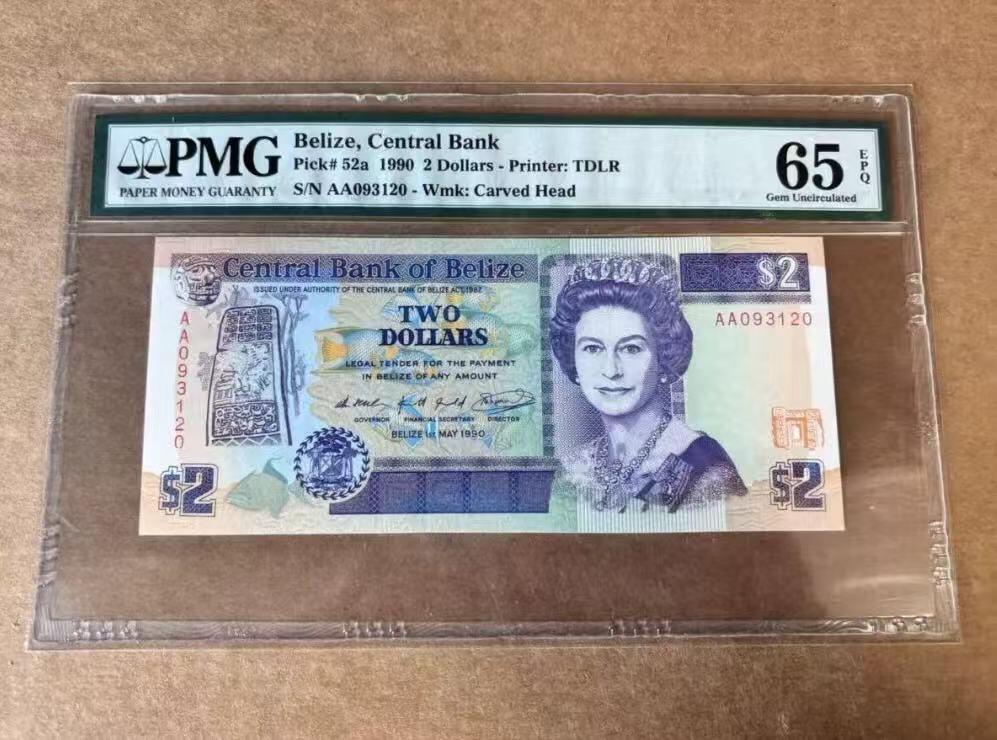 PMG
PAPER MONEY GUARANTY
Belize, Central Bank
Pick# 52a 1990 2 Dollars - Printer: TDLR
S/N AA093120 - Wmk: Carved Head
65
EPQ
Gem Uncirculated
Central Bank of Belize
ISSUED UNDER AUTHORITY OF THE CENTRAL BANK OF BELIZE ACT 1982
TWO
DOLLARS
LEGAL TENDER FOR THE PAYMENT
IN BELIZE OF ANY AMOUNT
GOVERNOR FINANCIAL SECRETARY DIRECTOR
BELIZE 1st MAY 1990
$2
AA093120
AA093120
$2
$2